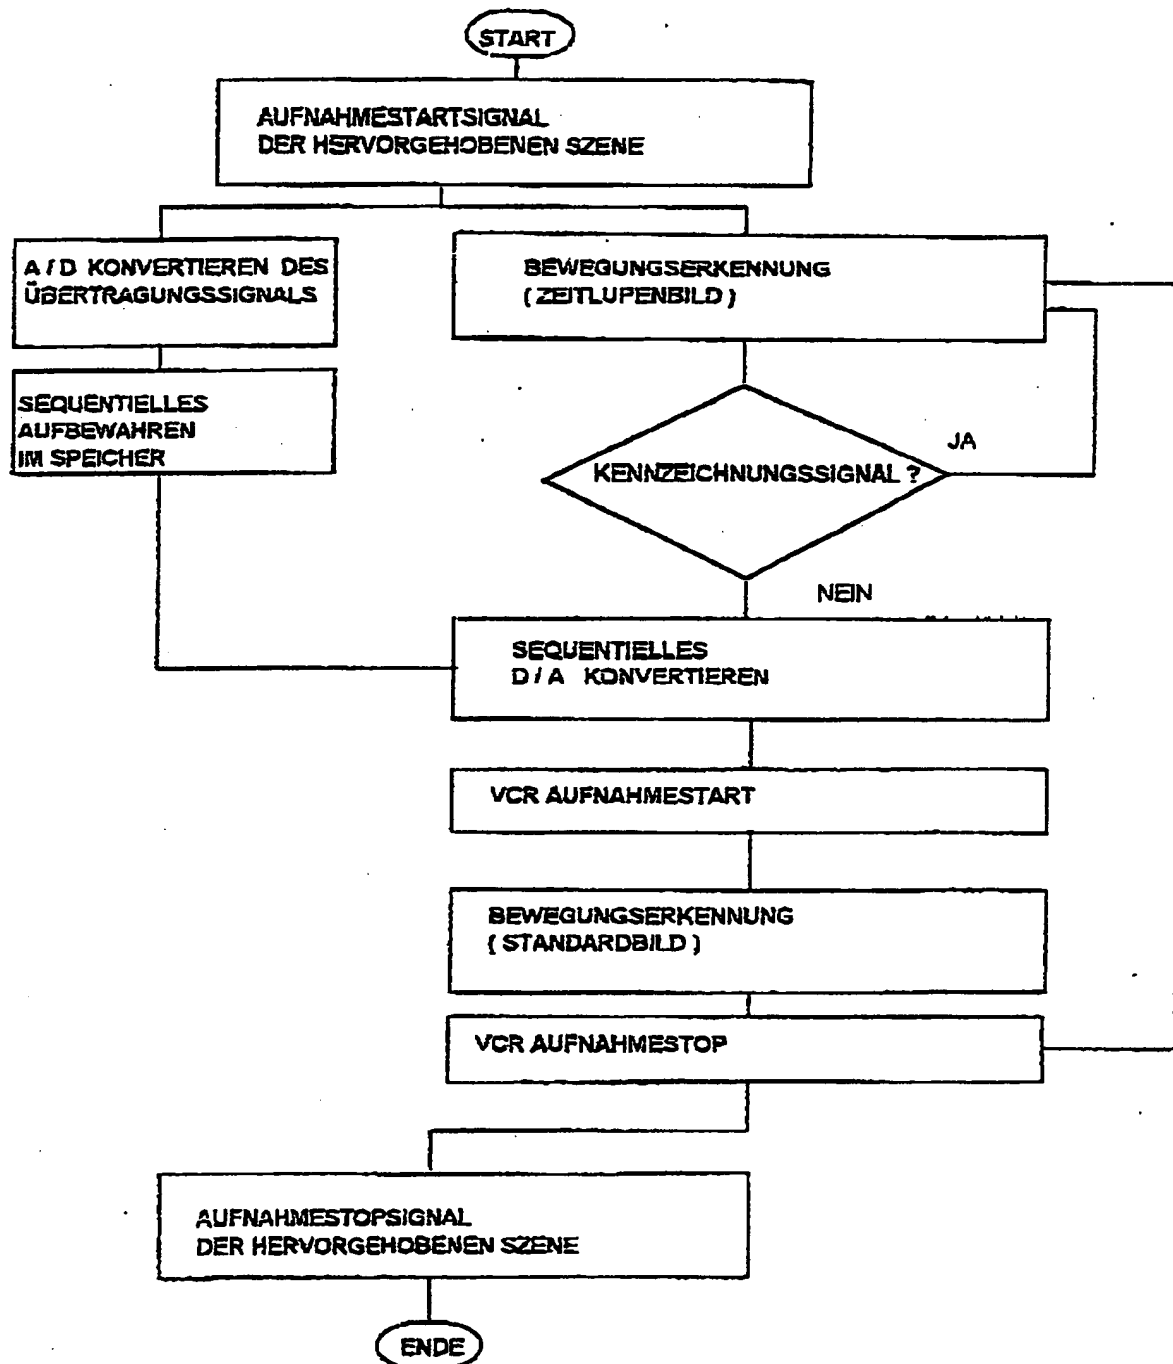 START
AUFNAHMESTARTSIGNAL
DER HERVORGEHOBENEN SZENE
A / D KONVERTIEREN DES
ÜBERTRAGUNGSSIGNALS
BEWEGUNGSERKENNUNG
( ZEITLUPENBILD )
SEQUENTIELLES
AUFBEWAHREN
IM SPEICHER
JA
KENNZEICHNUNGSSIGNAL ?
NEIN
SEQUENTIELLES
D / A KONVERTIEREN
VCR AUFNAHMESTART
BEWEGUNGSERKENNUNG
( STANDARDBILD )
VCR AUFNAHMESTOP
AUFNAHMESTOPSIGNAL
DER HERVORGEHOBENEN SZENE
ENDE